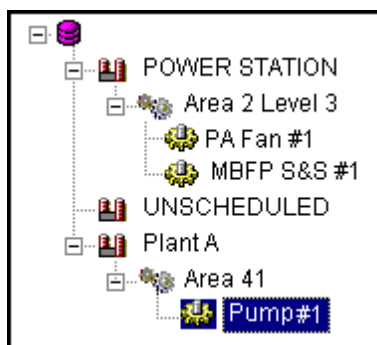 POWER STATION
Area 2 Level 3
PA Fan #1
MBFP S&S #1
UNSCHEDULED
Plant A
Area 41
Pump#1